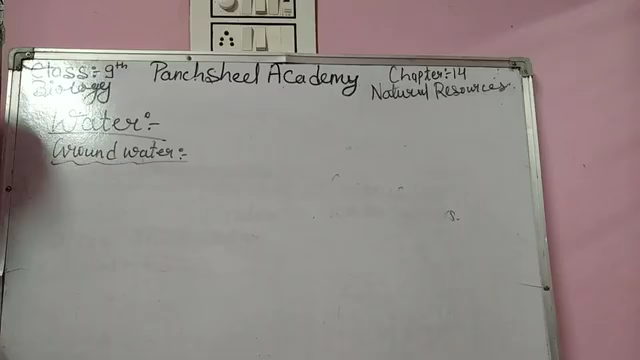 Class:- 9th Panchsheel Academy Chapter:-14
Biology Natural Resources.
Water:-
Ground water:-